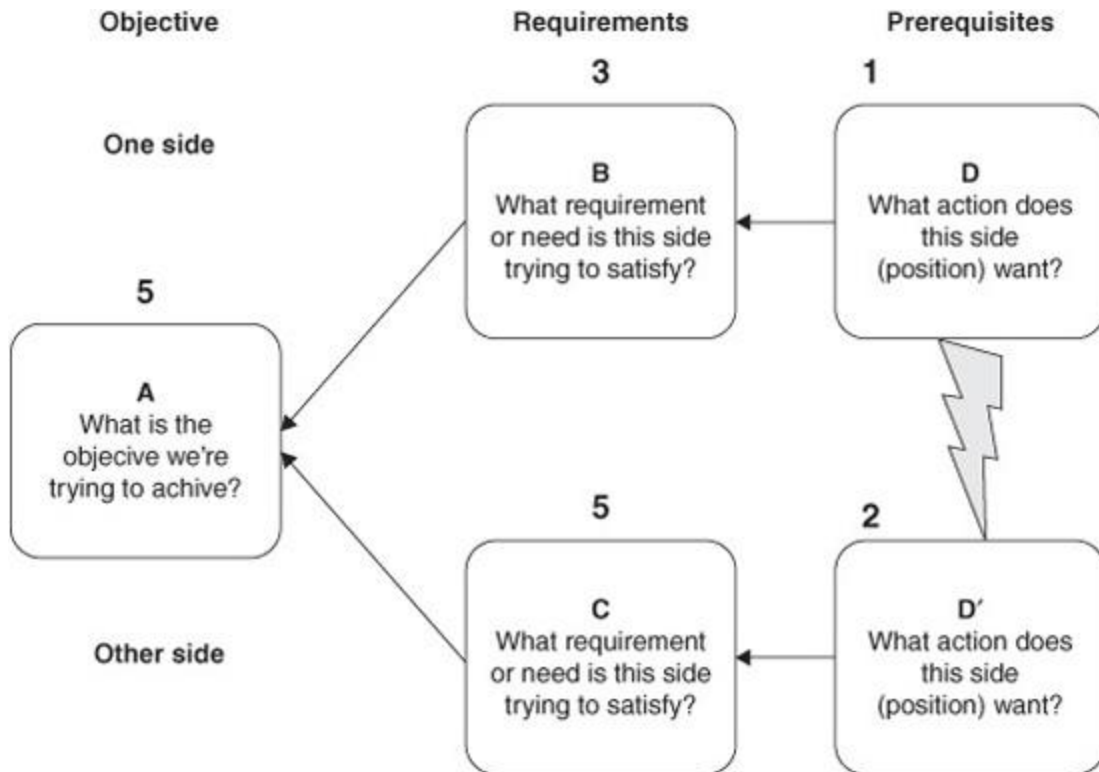 Objective
Requirements
Prerequisites
3
1
One side
B
What requirement
or need is this side
trying to satisfy?
D
What action does
this side
(position) want?
5
A
What is the
objecive we're
trying to achive?
5
2
Other side
C
What requirement
or need is this side
trying to satisfy?
D′
What action does
this side
(position) want?